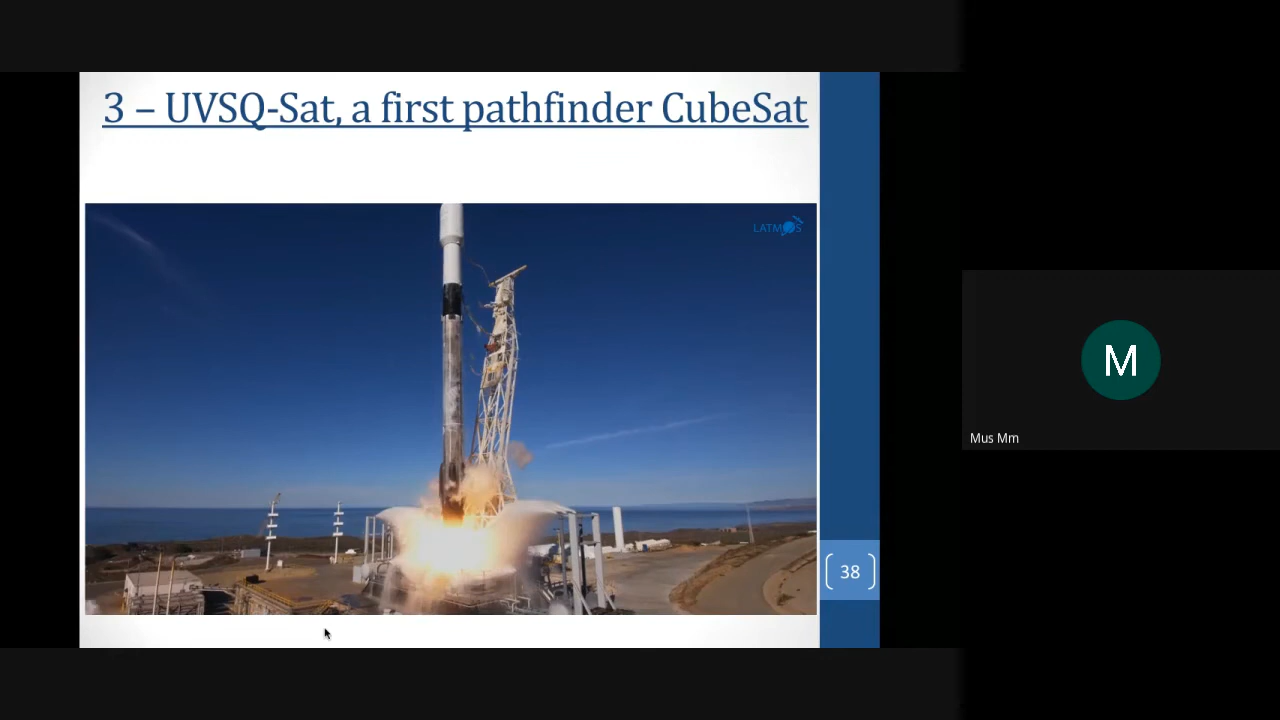 3 – UVSQ-Sat, a first pathfinder CubeSat
LATMOS
38
M
Mus Mm